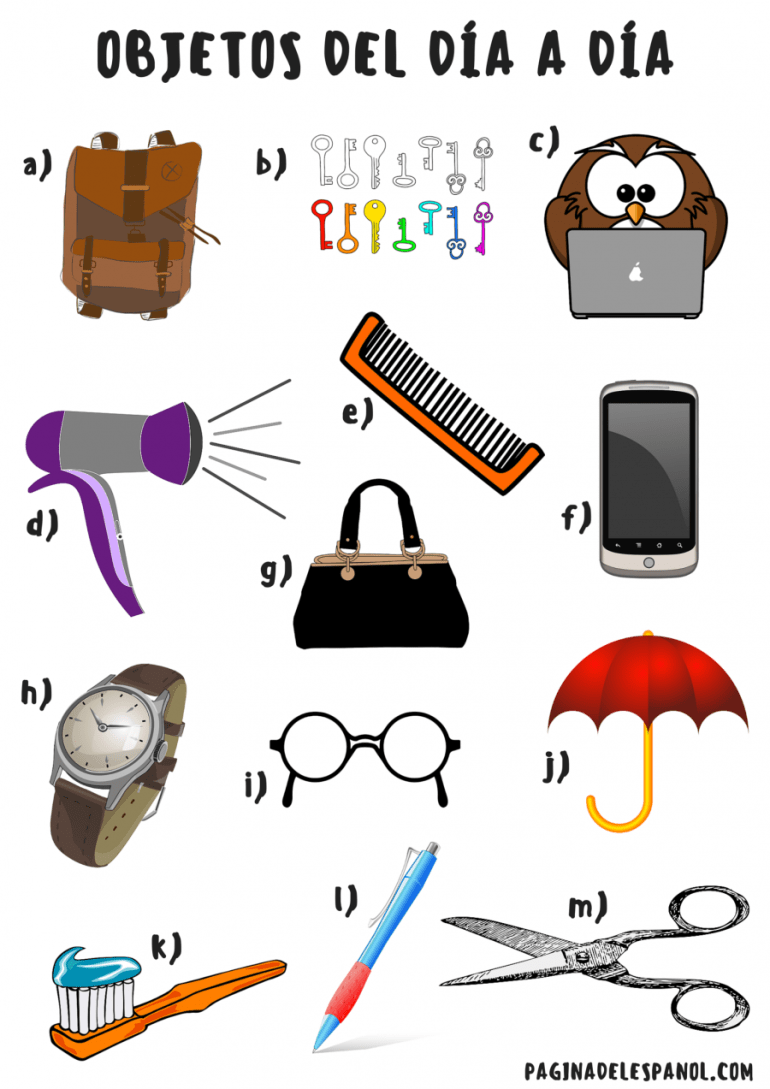 OBJETOS DEL DÍA A DÍA
a)
b)
c)
d)
e)
f)
g)
h)
i)
j)
k)
l)
m)
PAGINADELESPANOL.COM